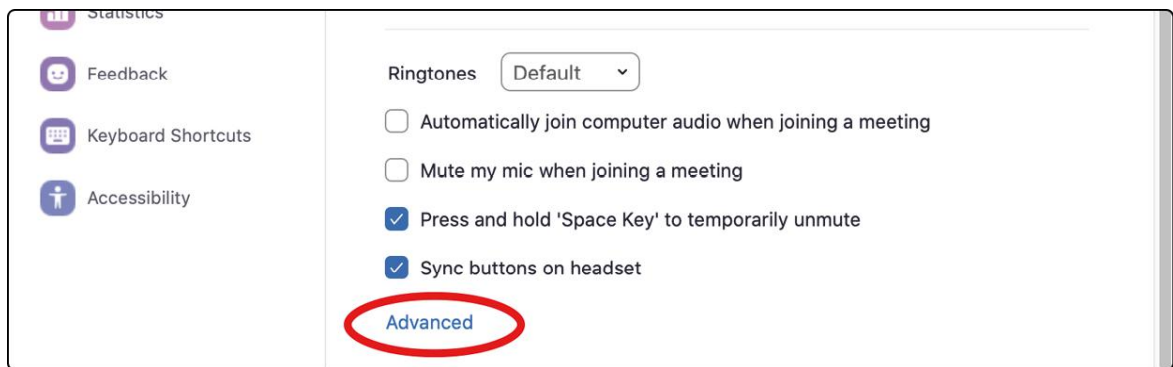 Statistics
Feedback
Keyboard Shortcuts
Accessibility
Ringtones Default
Automatically join computer audio when joining a meeting
Mute my mic when joining a meeting
Press and hold 'Space Key' to temporarily unmute
Sync buttons on headset
Advanced